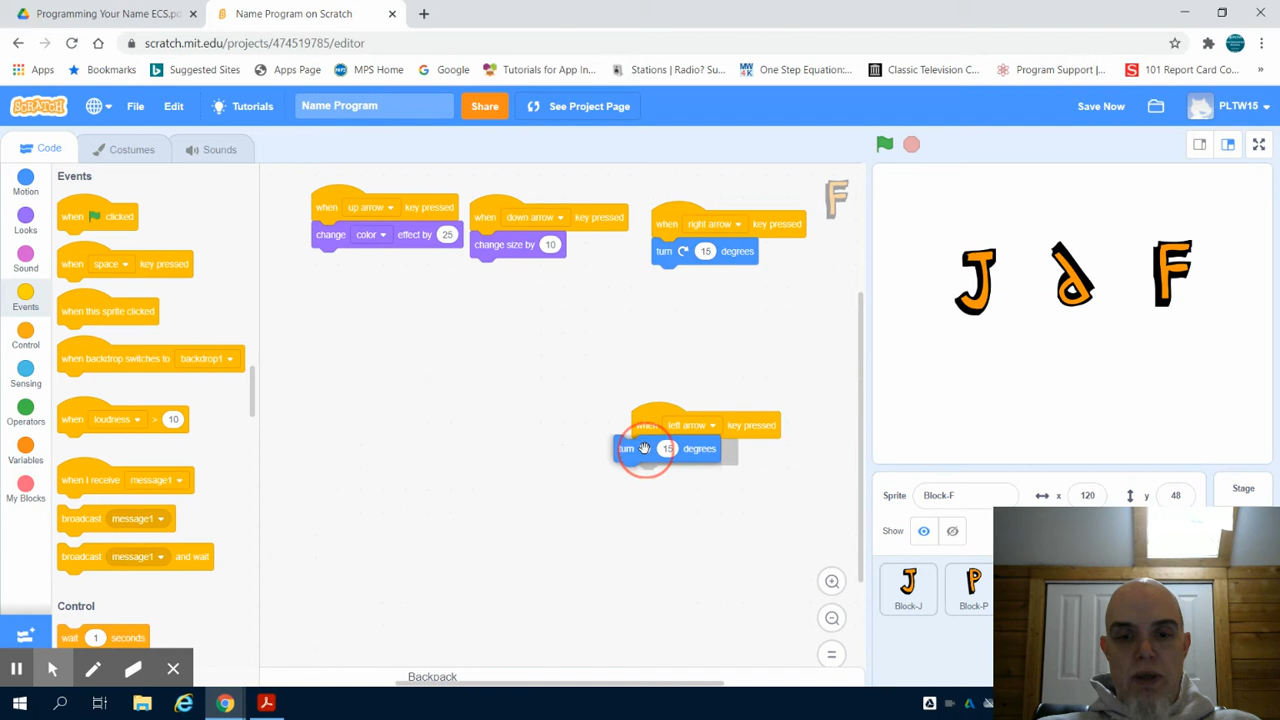 Programming Your Name ECS.po
Name Program on Scratch
scratch.mit.edu/projects/474519785/editor
Apps
Bookmarks
Suggested Sites
Apps Page
MPS Home
Google
Tutorials for App In...
Stations | Radio? Su...
One Step Equation:...
Classic Television C...
Program Support |...
101 Report Card Co...
SCRATCH
File
Edit
Tutorials
Name Program
Share
See Project Page
Save Now
PLTW15
Code
Costumes
Sounds
Motion
Looks
Sound
Events
Control
Sensing
Operators
Variables
My Blocks
Events
when clicked
when space key pressed
when this sprite clicked
when backdrop switches to backdrop1
when loudness > 10
when I receive message1
broadcast message1
broadcast message1 and wait
Control
wait 1 seconds
when up arrow key pressed
change color effect by 25
when down arrow key pressed
change size by 10
when right arrow key pressed
turn 15 degrees
when left arrow key pressed
turn 15 degrees
F
Backpack
J P F
Sprite Block-F x 120 y 48
Show
Stage
J
Block-J
P
Block-P